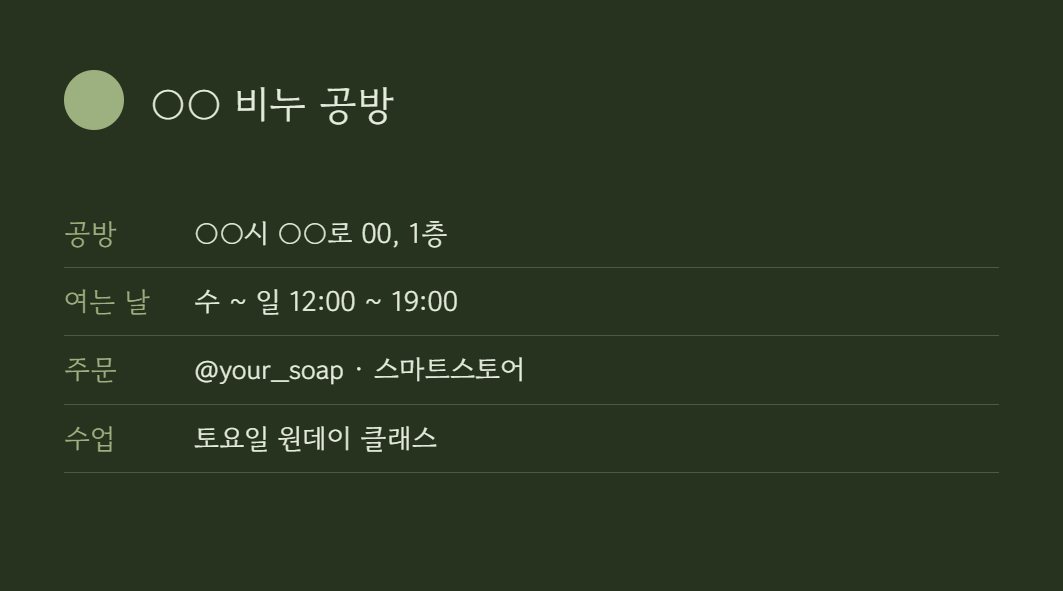 ○○ 비누 공방
공방 ○○시 ○○로 00, 1층
여는 날 수 ~ 일 12:00 ~ 19:00
주문 @your_soap · 스마트스토어
수업 토요일 원데이 클래스